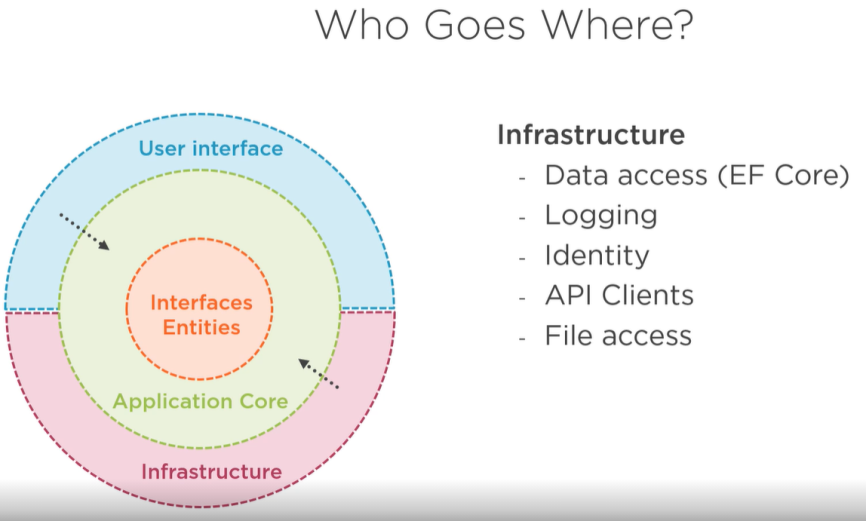 Who Goes Where?
User interface
Interfaces
Entities
Application Core
Infrastructure
Infrastructure
- Data access (EF Core)
- Logging
- Identity
- API Clients
- File access